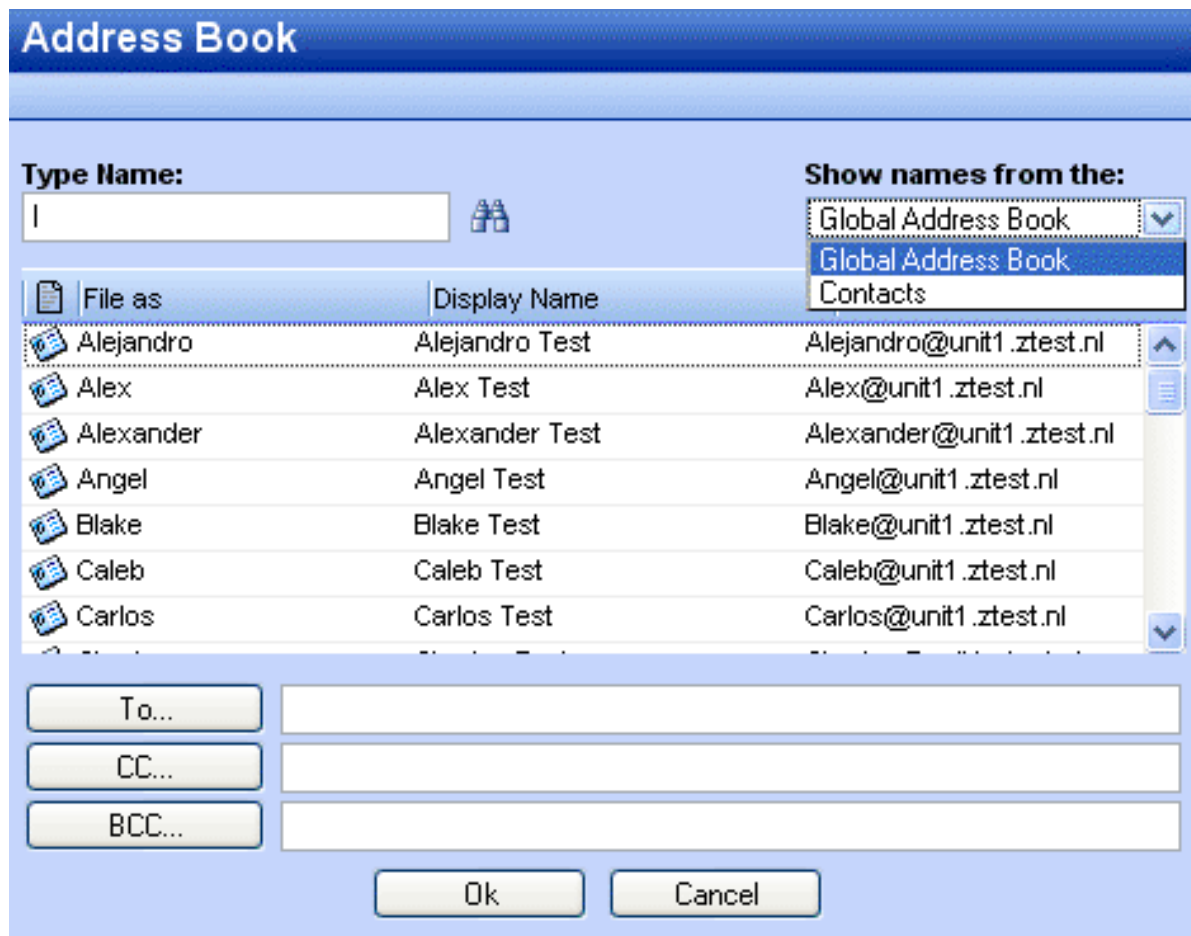 Address Book
Type Name: Show names from the:
Global Address Book
Global Address Book
Contacts
File as Display Name
Alejandro Alejandro Test Alejandro@unit1.ztest.nl
Alex Alex Test Alex@unit1.ztest.nl
Alexander Alexander Test Alexander@unit1.ztest.nl
Angel Angel Test Angel@unit1.ztest.nl
Blake Blake Test Blake@unit1.ztest.nl
Caleb Caleb Test Caleb@unit1.ztest.nl
Carlos Carlos Test Carlos@unit1.ztest.nl
To...
CC...
BCC...
Ok Cancel